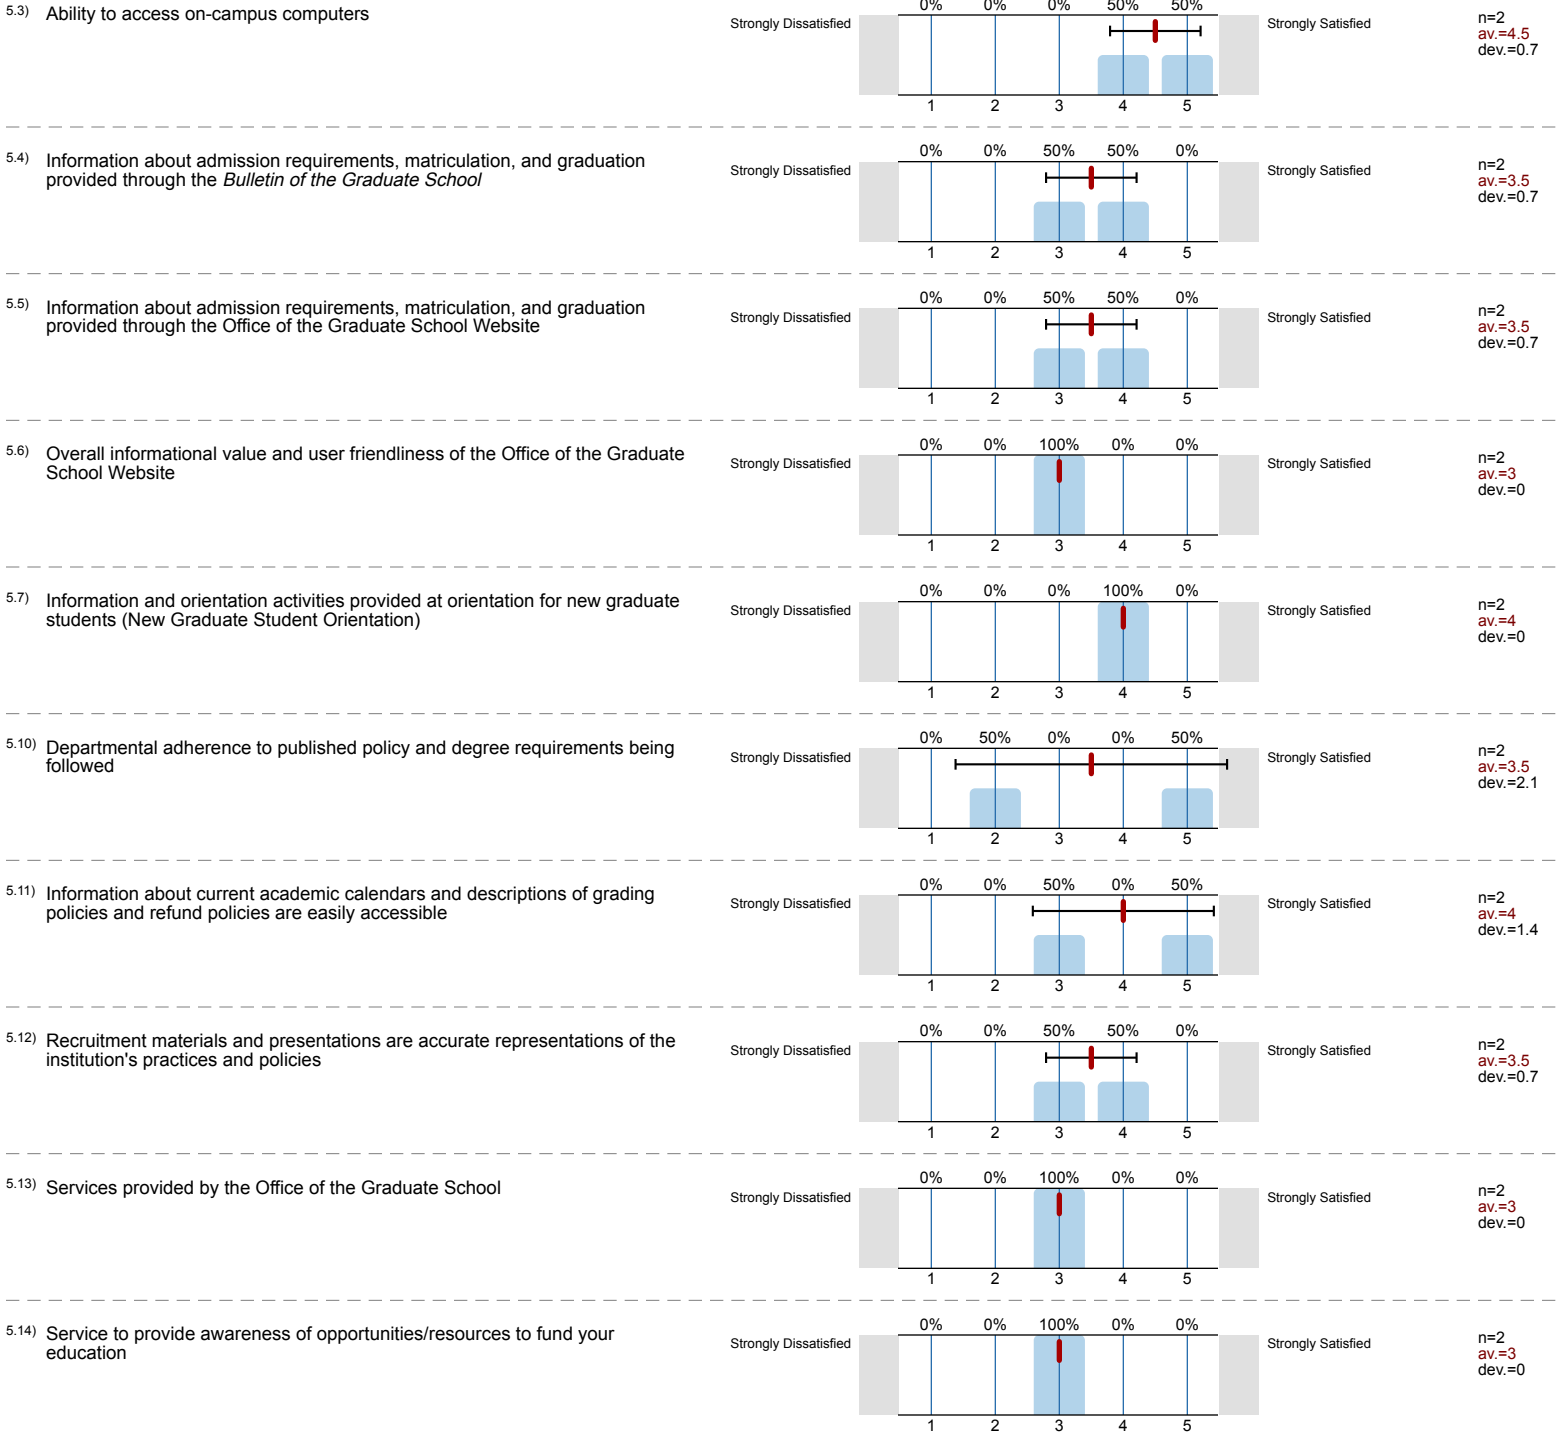 5.3) Ability to access on-campus computers
Strongly Dissatisfied
0% 0% 0% 50% 50%
1 2 3 4 5
Strongly Satisfied
n=2
av.=4.5
dev.=0.7
5.4) Information about admission requirements, matriculation, and graduation
provided through the Bulletin of the Graduate School
Strongly Dissatisfied
0% 0% 50% 50% 0%
1 2 3 4 5
Strongly Satisfied
n=2
av.=3.5
dev.=0.7
5.5) Information about admission requirements, matriculation, and graduation
provided through the Office of the Graduate School Website
Strongly Dissatisfied
0% 0% 50% 50% 0%
1 2 3 4 5
Strongly Satisfied
n=2
av.=3.5
dev.=0.7
5.6) Overall informational value and user friendliness of the Office of the Graduate
School Website
Strongly Dissatisfied
0% 0% 100% 0% 0%
1 2 3 4 5
Strongly Satisfied
n=2
av.=3
dev.=0
5.7) Information and orientation activities provided at orientation for new graduate
students (New Graduate Student Orientation)
Strongly Dissatisfied
0% 0% 0% 100% 0%
1 2 3 4 5
Strongly Satisfied
n=2
av.=4
dev.=0
5.10) Departmental adherence to published policy and degree requirements being
followed
Strongly Dissatisfied
0% 50% 0% 0% 50%
1 2 3 4 5
Strongly Satisfied
n=2
av.=3.5
dev.=2.1
5.11) Information about current academic calendars and descriptions of grading
policies and refund policies are easily accessible
Strongly Dissatisfied
0% 0% 50% 0% 50%
1 2 3 4 5
Strongly Satisfied
n=2
av.=4
dev.=1.4
5.12) Recruitment materials and presentations are accurate representations of the
institution's practices and policies
Strongly Dissatisfied
0% 0% 50% 50% 0%
1 2 3 4 5
Strongly Satisfied
n=2
av.=3.5
dev.=0.7
5.13) Services provided by the Office of the Graduate School
Strongly Dissatisfied
0% 0% 100% 0% 0%
1 2 3 4 5
Strongly Satisfied
n=2
av.=3
dev.=0
5.14) Service to provide awareness of opportunities/resources to fund your
education
Strongly Dissatisfied
0% 0% 100% 0% 0%
1 2 3 4 5
Strongly Satisfied
n=2
av.=3
dev.=0